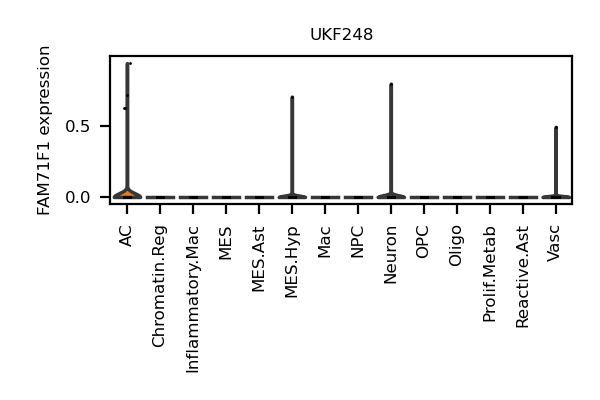 UKF248
FAM71F1 expression
0.5
0.0
AC
Chromatin.Reg
Inflammatory.Mac
MES
MES.Ast
MES.Hyp
Mac
NPC
Neuron
OPC
Oligo
Prolif.Metab
Reactive.Ast
Vasc